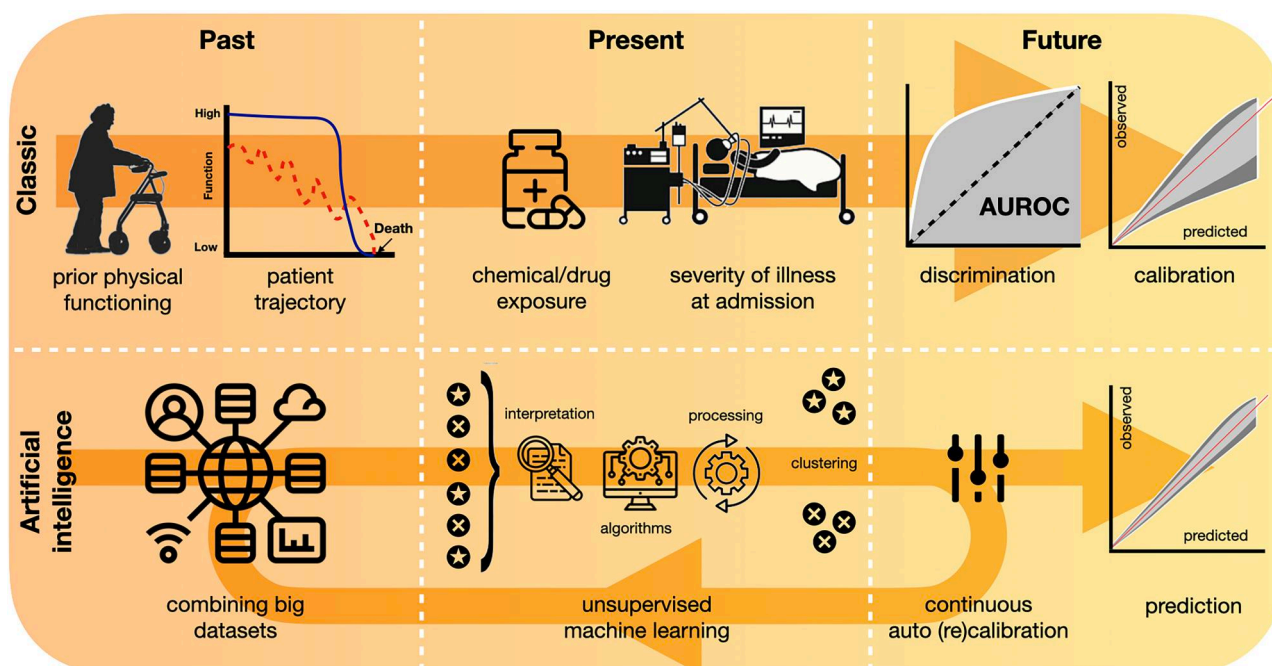 Past
Present
Future
Classic
High
Function
Low
Death
prior physical
functioning
patient
trajectory
chemical/drug
exposure
severity of illness
at admission
AUROC
discrimination
observed
predicted
calibration
Artificial
intelligence
E
combining big
datasets
interpretation
algorithms
processing
clustering
unsupervised
machine learning
continuous
auto (re)calibration
observed
predicted
prediction